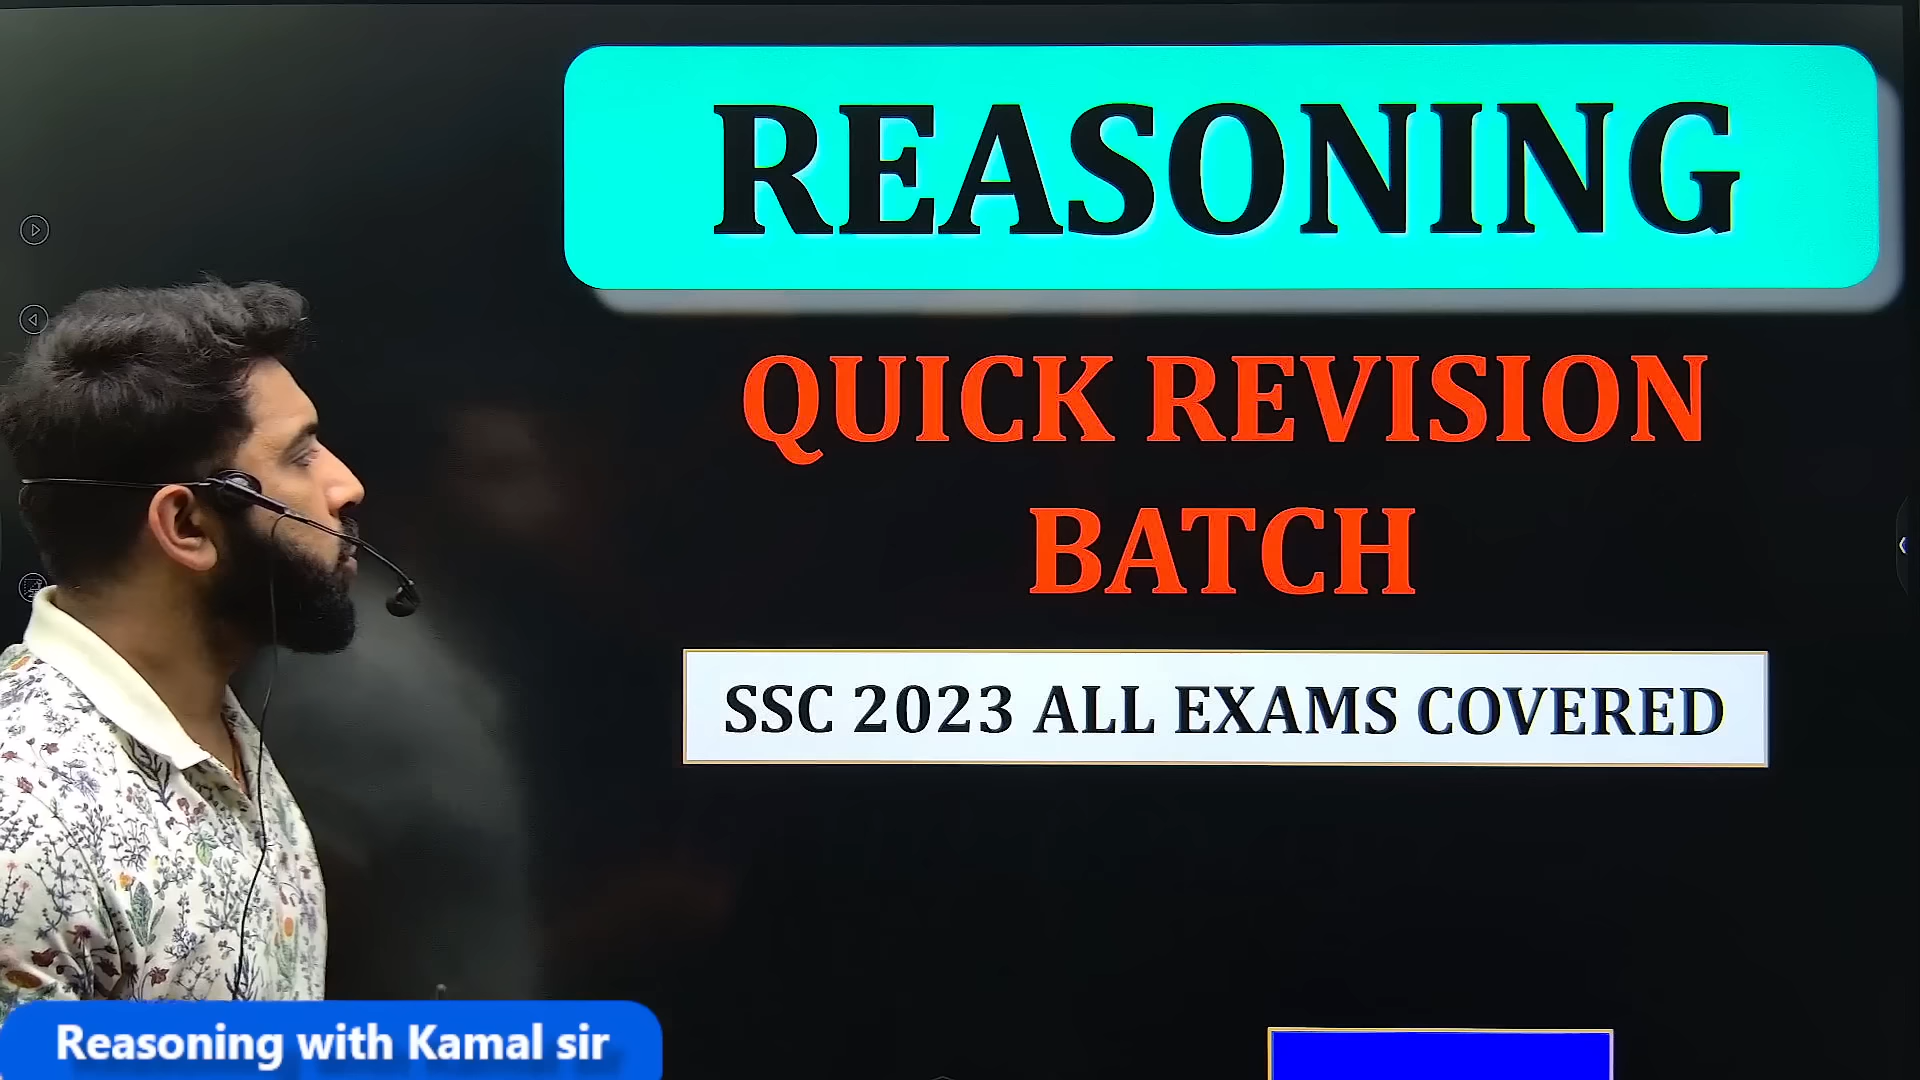 REASONING
QUICK REVISION
BATCH
SSC 2023 ALL EXAMS COVERED
Reasoning with Kamal sir